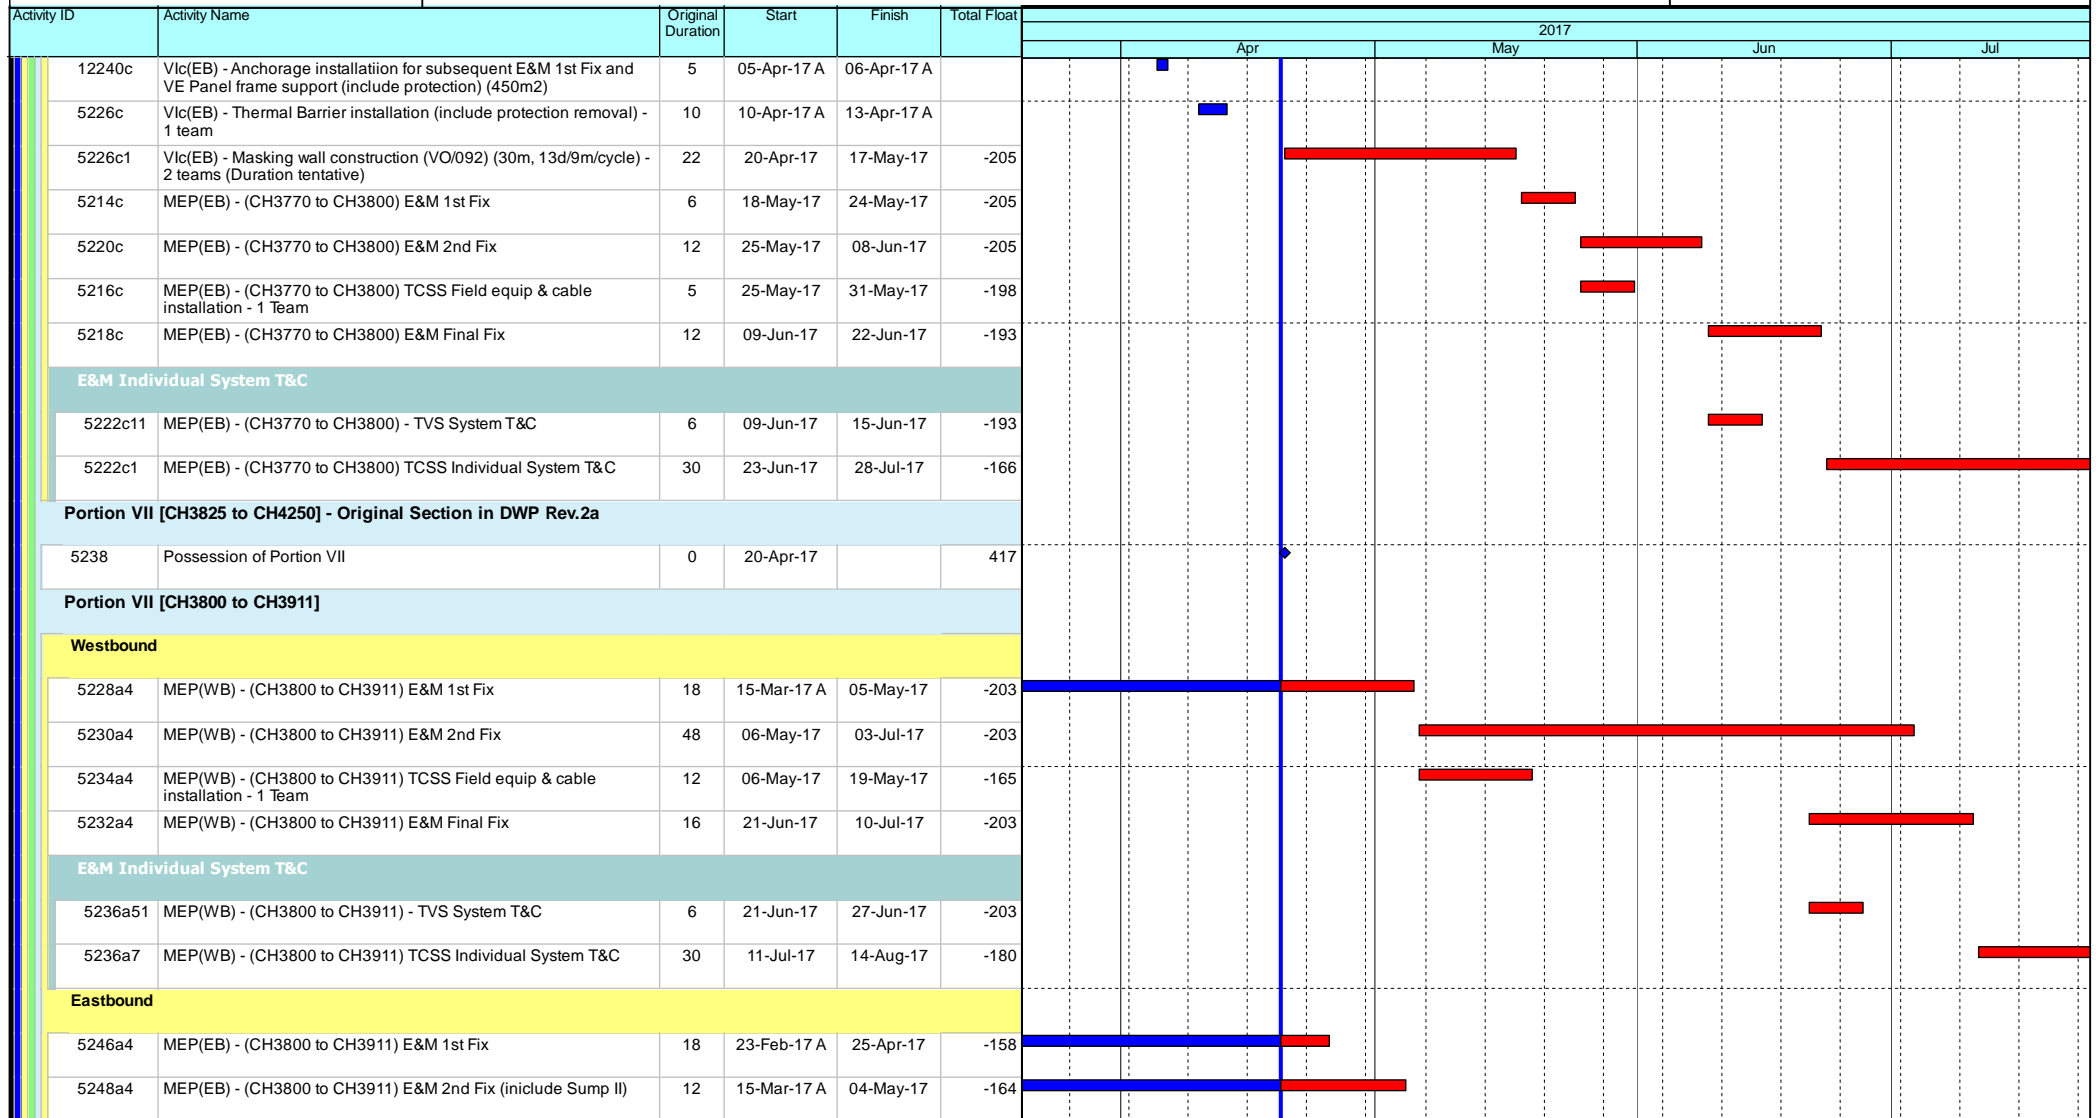 Activity ID Activity Name Original Start Finish Total Float
Duration
2017
Apr May Jun Jul
12240c VIc(EB) - Anchorage installatiion for subsequent E&M 1st Fix and 5 05-Apr-17 A 06-Apr-17 A
VE Panel frame support (include protection) (450m2)
5226c VIc(EB) - Thermal Barrier installation (include protection removal) - 10 10-Apr-17 A 13-Apr-17 A
1 team
5226c1 VIc(EB) - Masking wall construction (VO/092) (30m, 13d/9m/cycle) - 22 20-Apr-17 17-May-17 -205
2 teams (Duration tentative)
5214c MEP(EB) - (CH3770 to CH3800) E&M 1st Fix 6 18-May-17 24-May-17 -205
5220c MEP(EB) - (CH3770 to CH3800) E&M 2nd Fix 12 25-May-17 08-Jun-17 -205
5216c MEP(EB) - (CH3770 to CH3800) TCSS Field equip & cable 5 25-May-17 31-May-17 -198
installation - 1 Team
5218c MEP(EB) - (CH3770 to CH3800) E&M Final Fix 12 09-Jun-17 22-Jun-17 -193
E&M Individual System T&C
5222c11 MEP(EB) - (CH3770 to CH3800) - TVS System T&C 6 09-Jun-17 15-Jun-17 -193
5222c1 MEP(EB) - (CH3770 to CH3800) TCSS Individual System T&C 30 23-Jun-17 28-Jul-17 -166
Portion VII [CH3825 to CH4250] - Original Section in DWP Rev.2a
5238 Possession of Portion VII 0 20-Apr-17 417
Portion VII [CH3800 to CH3911]
Westbound
5228a4 MEP(WB) - (CH3800 to CH3911) E&M 1st Fix 18 15-Mar-17 A 05-May-17 -203
5230a4 MEP(WB) - (CH3800 to CH3911) E&M 2nd Fix 48 06-May-17 03-Jul-17 -203
5234a4 MEP(WB) - (CH3800 to CH3911) TCSS Field equip & cable 12 06-May-17 19-May-17 -165
installation - 1 Team
5232a4 MEP(WB) - (CH3800 to CH3911) E&M Final Fix 16 21-Jun-17 10-Jul-17 -203
E&M Individual System T&C
5236a51 MEP(WB) - (CH3800 to CH3911) - TVS System T&C 6 21-Jun-17 27-Jun-17 -203
5236a7 MEP(WB) - (CH3800 to CH3911) TCSS Individual System T&C 30 11-Jul-17 14-Aug-17 -180
Eastbound
5246a4 MEP(EB) - (CH3800 to CH3911) E&M 1st Fix 18 23-Feb-17 A 25-Apr-17 -158
5248a4 MEP(EB) - (CH3800 to CH3911) E&M 2nd Fix (iniclude Sump II) 12 15-Mar-17 A 04-May-17 -164